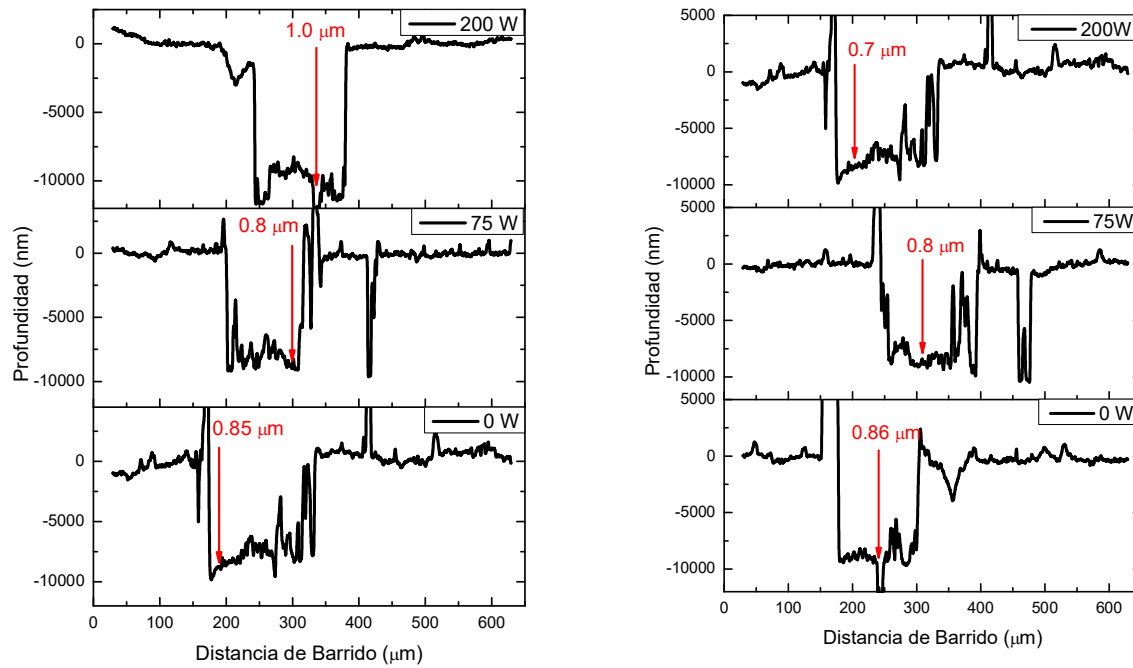 200 W
1.0 μm
0
-5000
-10000
75 W
0.8 μm
0
-5000
-10000
0 W
0.85 μm
0
-5000
-10000
0 100 200 300 400 500 600
Profundidad (nm)
Distancia de Barrido (μm)
5000
200W
0.7 μm
0
-5000
-10000
5000
75W
0.8 μm
0
-5000
-10000
5000
0 W
0.86 μm
0
-5000
-10000
0 100 200 300 400 500 600
Profundidad (nm)
Distancia de Barrido (μm)